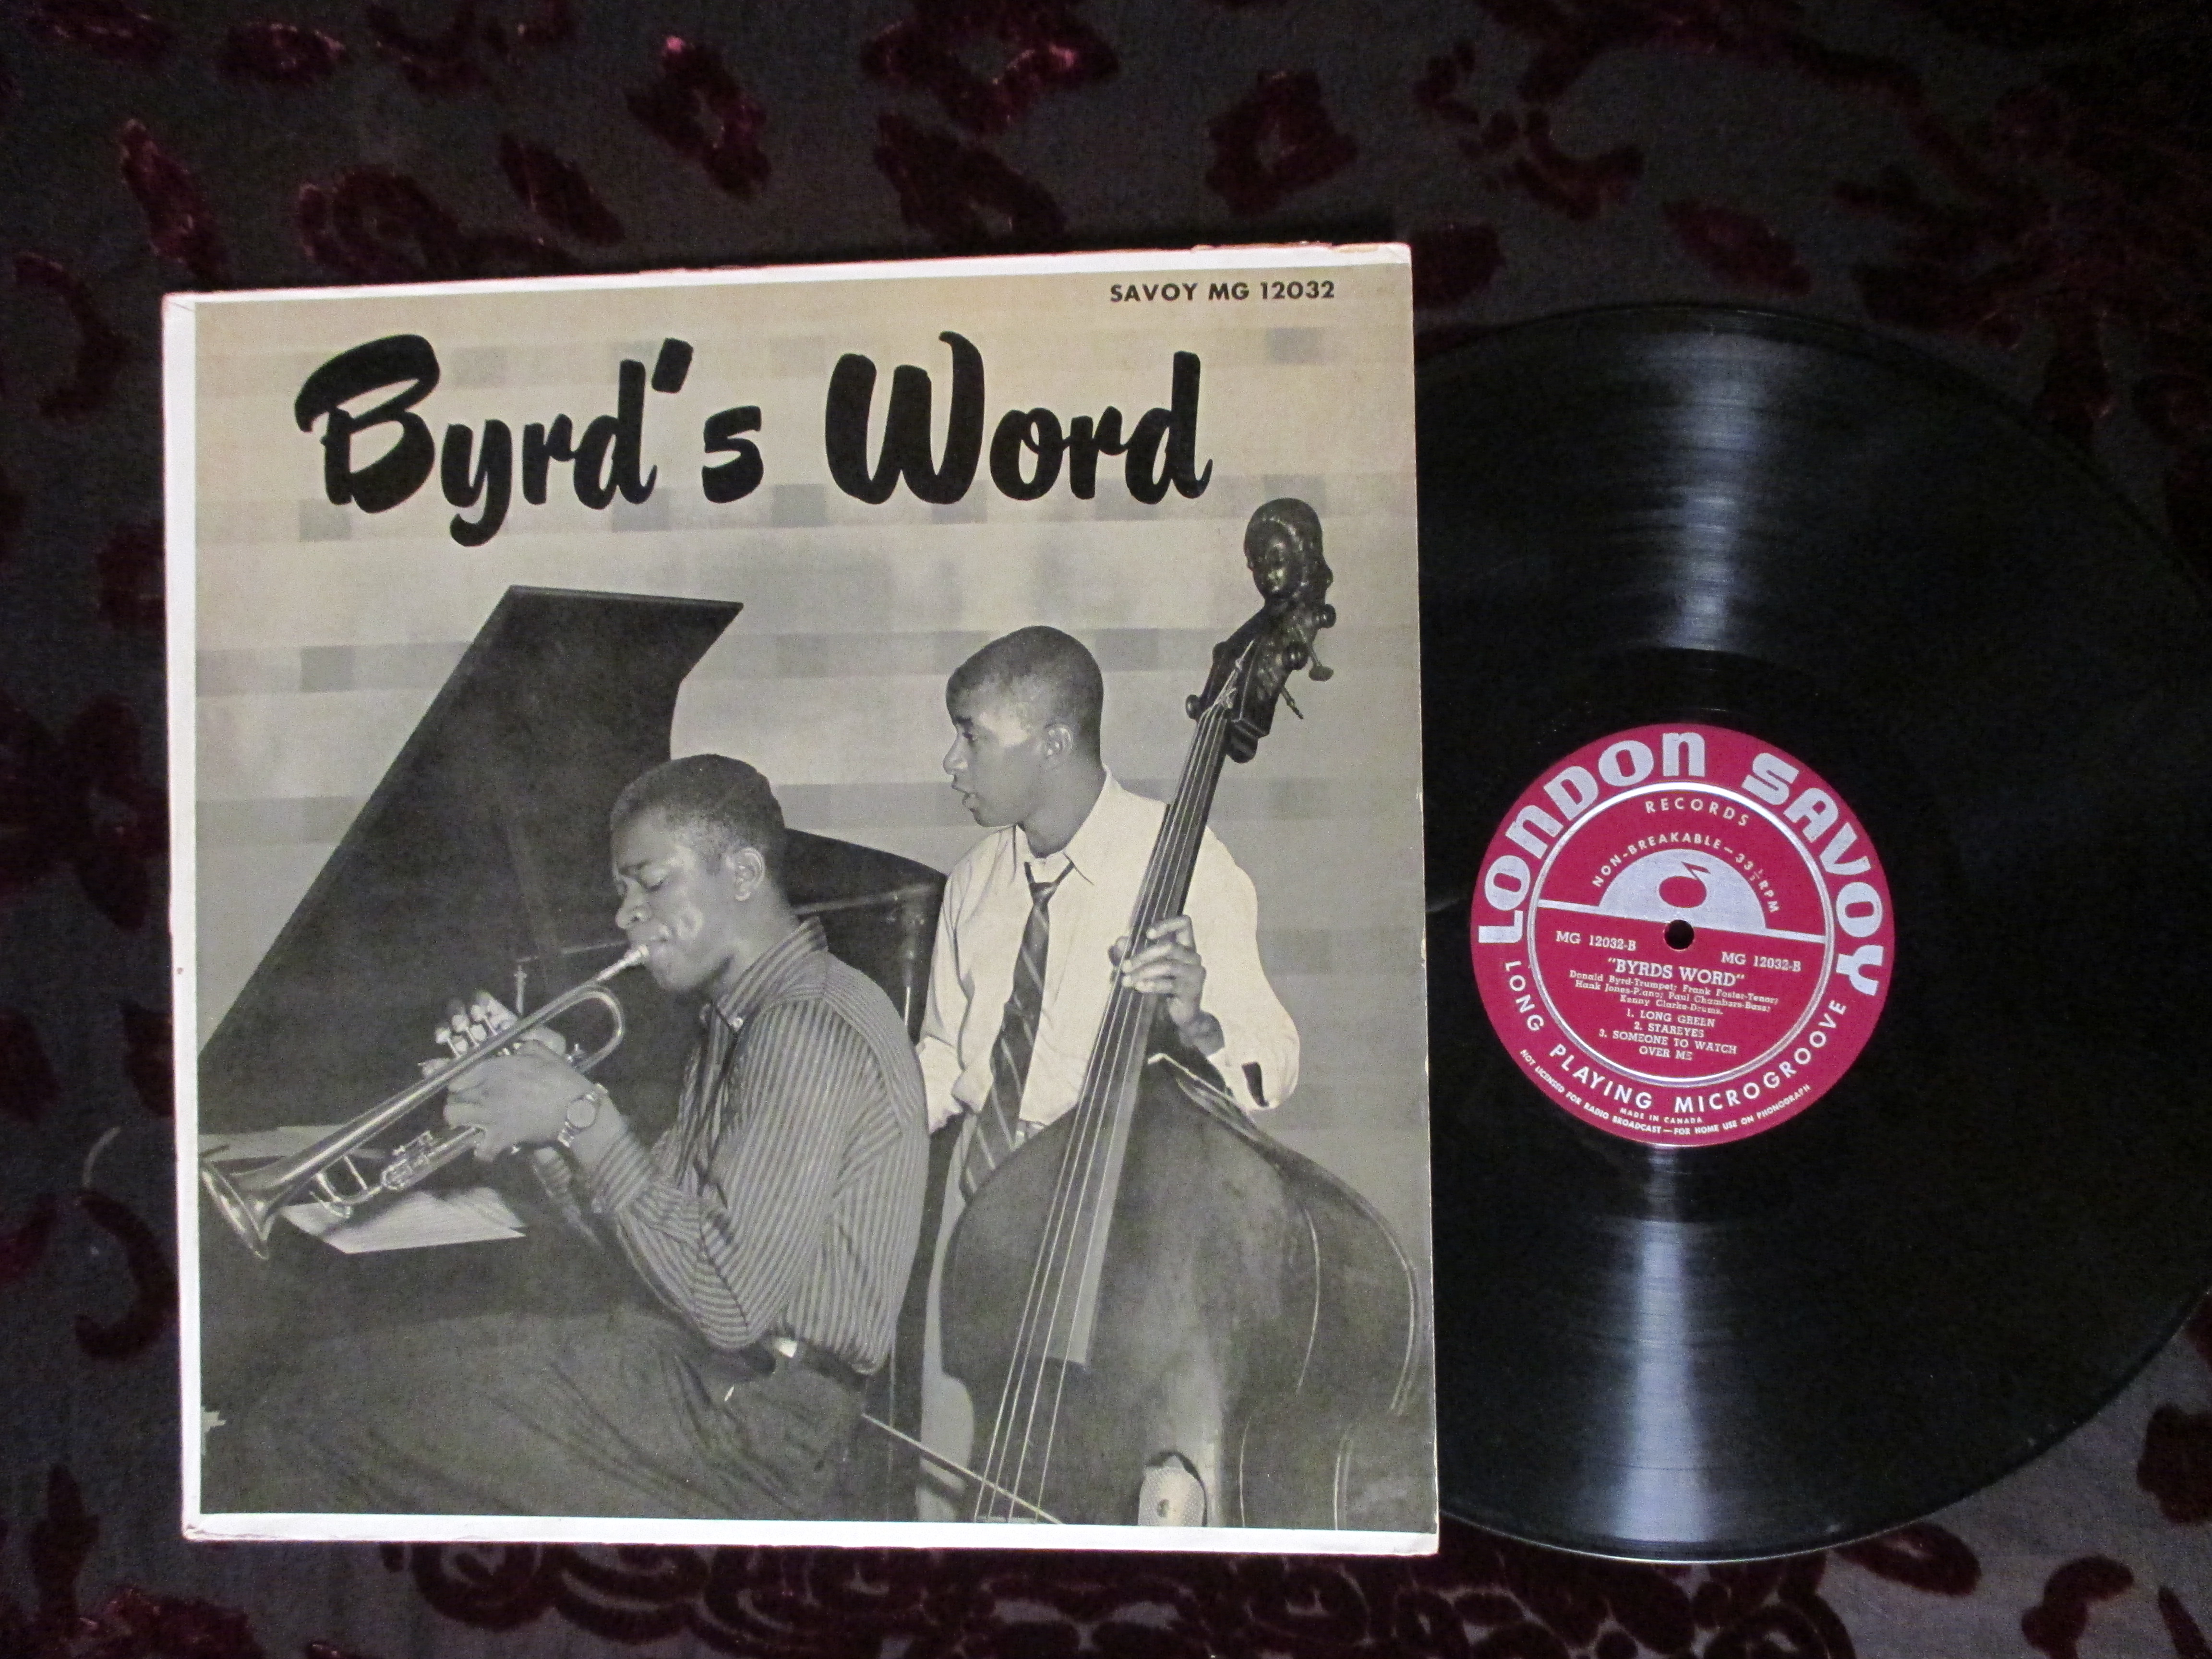 SAVOY MG 12032
Byrd's Word
LONDON SAVOY
RECORDS
NON-BREAKABLE-33⅓RPM
MG 12032-B MG 12032-B
"BYRDS WORD"
Donald Byrd-Trumpet; Frank Foster-Tenor;
Hank Jones-Piano; Paul Chambers-Bass;
Kenny Clarke-Drums.
1. LONG GREEN
2. STAREYES
3. SOMEONE TO WATCH
OVER ME
LONG PLAYING MICROGROOVE
MADE IN CANADA
NOT LICENSED FOR RADIO BROADCAST-FOR HOME USE ON PHONOGRAPH